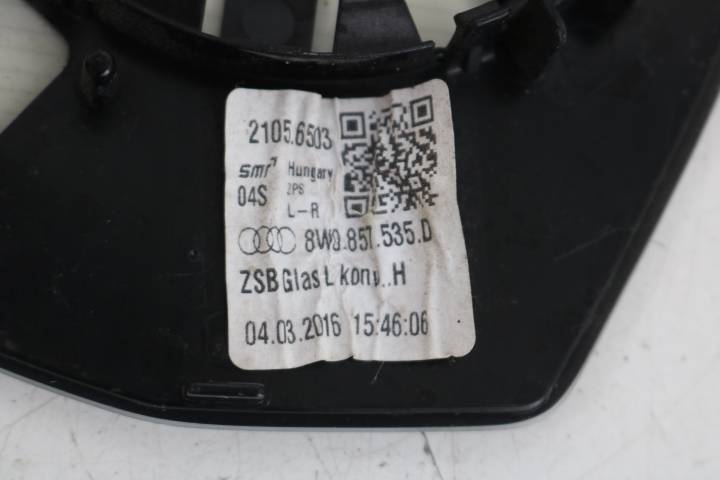 2105.6503
smr Hungary
04S 2PS
L-R
8W0.857.535.D
ZSB Glas L konv..H
04.03.2016 15:46:06